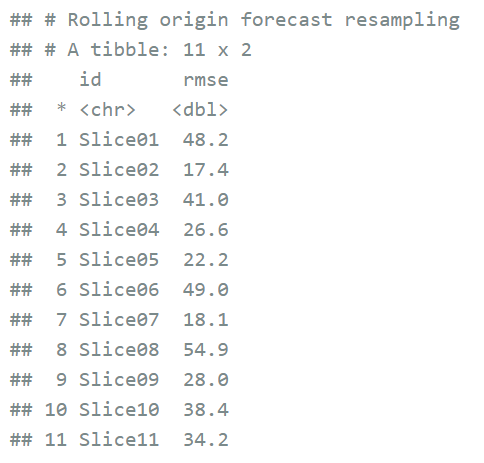 ## # Rolling origin forecast resampling
## # A tibble: 11 x 2
##    id       rmse
##  * <chr>   <dbl>
##  1 Slice01  48.2
##  2 Slice02  17.4
##  3 Slice03  41.0
##  4 Slice04  26.6
##  5 Slice05  22.2
##  6 Slice06  49.0
##  7 Slice07  18.1
##  8 Slice08  54.9
##  9 Slice09  28.0
## 10 Slice10  38.4
## 11 Slice11  34.2